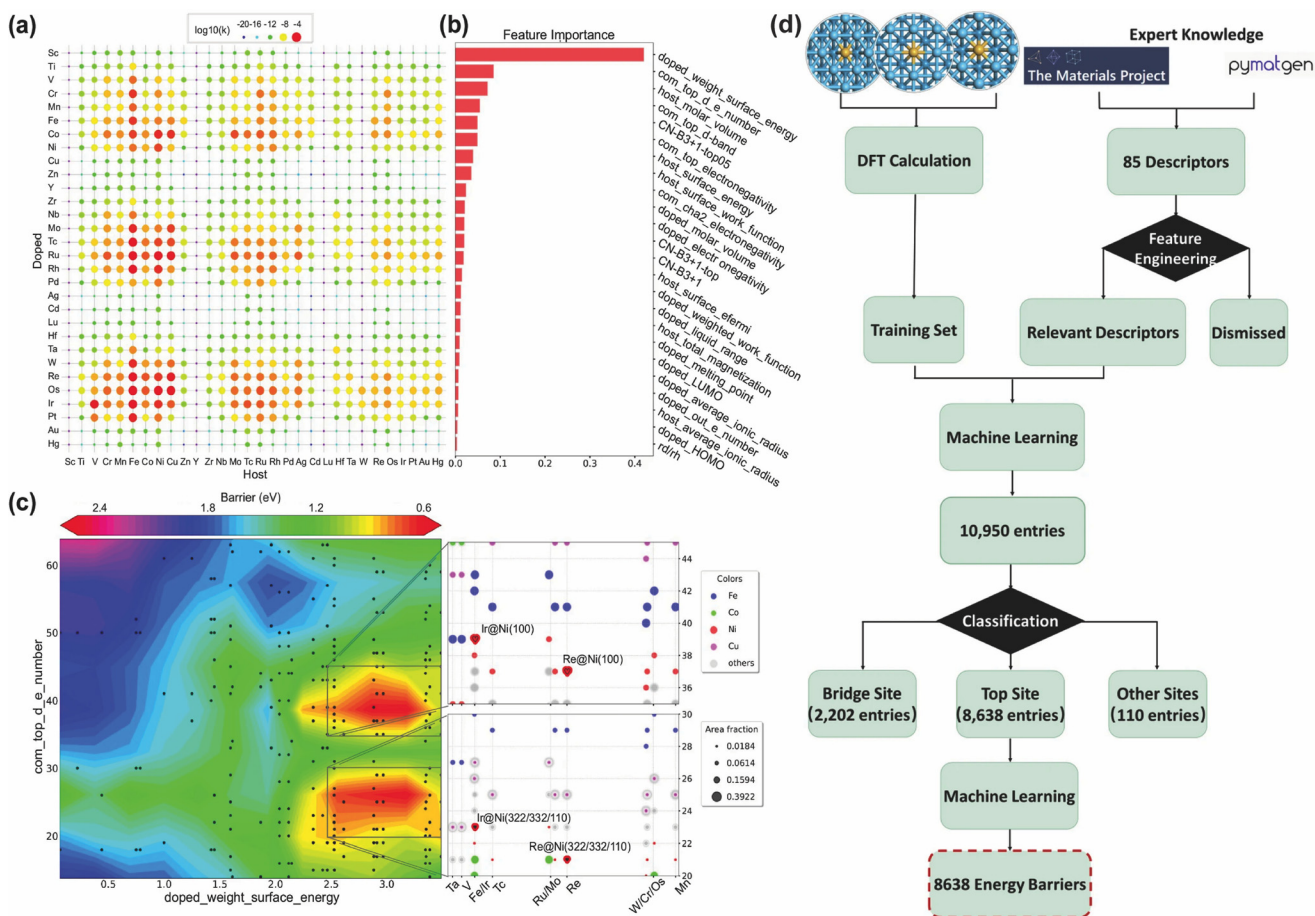 (a)
log10(k)
-20 -16 -12 -8 -4
Doped
Sc
Ti
V
Cr
Mn
Fe
Co
Ni
Cu
Zn
Y
Zr
Nb
Mo
Tc
Ru
Rh
Pd
Ag
Cd
Lu
Hf
Ta
W
Re
Os
Ir
Pt
Au
Hg
Sc Ti V Cr Mn Fe Co Ni Cu Zn Y Zr Nb Mo Tc Ru Rh Pd Ag Cd Lu Hf Ta W Re Os Ir Pt Au Hg
Host
(b)
Feature Importance
doped_weight_surface_energy
com_top_d_e_number
host_molar_volume
com_top_d-band
CN-B3+1-top05
com_top_electronegativity
host_surface_energy
host_surface_work_function
com_cha2_electronegativity
doped_molar_volume
doped_electr onegativity
CN-B3+1-top
CN-B3+1
host_surface_efermi
doped_weighted_work_function
doped_liquid_range
host_total_magnetization
doped_melting_point
doped_LUMO
doped_average_ionic_radius
doped_out_e_number
host_average_ionic_radius
doped_HOMO
rd/rh
0.0 0.1 0.2 0.3 0.4
(c)
Barrier (eV)
2.4 1.8 1.2 0.6
com_top_d_e_number
60
50
40
30
20
0.5 1.0 1.5 2.0 2.5 3.0
doped_weight_surface_energy
44
42
40
38
36
Ir@Ni(100)
Re@Ni(100)
30
28
26
24
22
20
Ir@Ni(322/332/110)
Re@Ni(322/332/110)
Ta
V
Fe/Ir
Tc
Ru/Mo
Re
W/Cr/Os
Mn
Colors
Fe
Co
Ni
Cu
others
Area fraction
0.0184
0.0614
0.1594
0.3922
(d)
Expert Knowledge
The Materials Project
pymatgen
DFT Calculation
85 Descriptors
Feature
Engineering
Training Set
Relevant Descriptors
Dismissed
Machine Learning
10,950 entries
Classification
Bridge Site
(2,202 entries)
Top Site
(8,638 entries)
Other Sites
(110 entries)
Machine Learning
8638 Energy Barriers